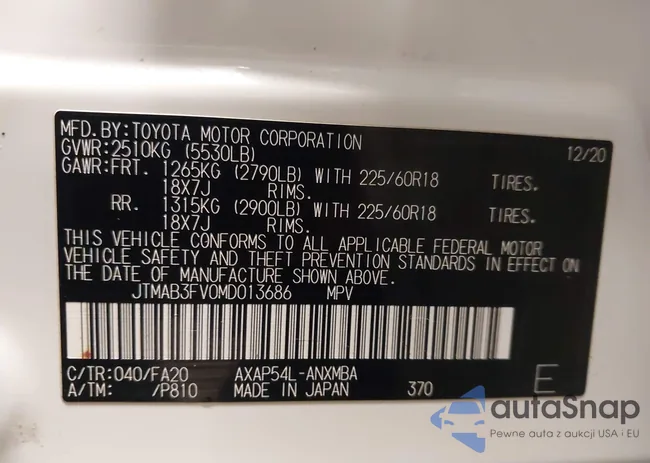 MFD. BY: TOYOTA MOTOR CORPORATION 12/20
GVWR: 2510KG (5530LB)
GAWR: FRT. 1265KG (2790LB) WITH 225/60R18 TIRES.
18X7J RIMS.
RR. 1315KG (2900LB) WITH 225/60R18 TIRES.
18X7J RIMS.
THIS VEHICLE CONFORMS TO ALL APPLICABLE FEDERAL MOTOR
VEHICLE SAFETY AND THEFT PREVENTION STANDARDS IN EFFECT ON
THE DATE OF MANUFACTURE SHOWN ABOVE.
JTMAB3FV0MD013686 MPV
C/TR: 040/FA20 AXAP54L-ANXMBA
A/TM: /P810 MADE IN JAPAN 370 E
autaSnap
Pewne auta z aukcji USA i EU